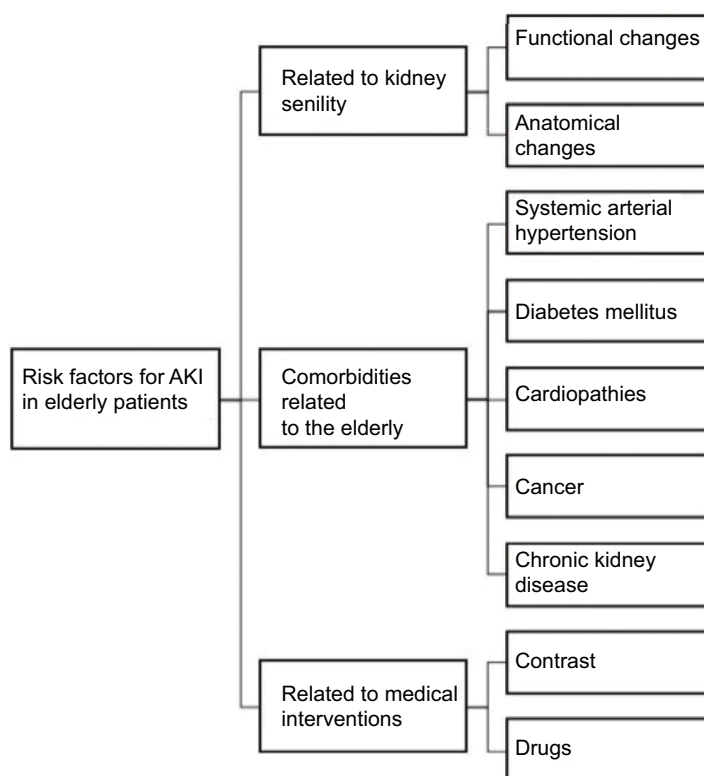 Risk factors for AKI
in elderly patients
Related to kidney
senility
Functional changes
Anatomical
changes
Comorbidities
related
to the elderly
Systemic arterial
hypertension
Diabetes mellitus
Cardiopathies
Cancer
Chronic kidney
disease
Related to medical
interventions
Contrast
Drugs